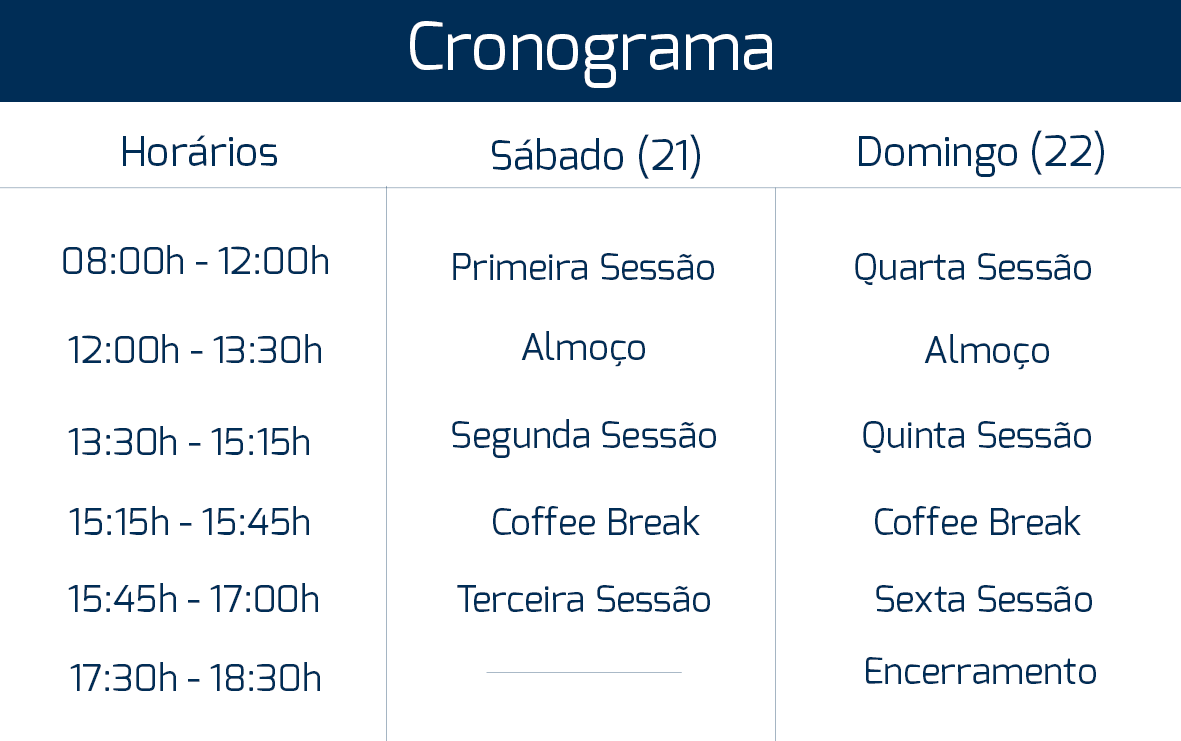 Cronograma
Horários Sábado (21) Domingo (22)
08:00h - 12:00h Primeira Sessão Quarta Sessão
12:00h - 13:30h Almoço Almoço
13:30h - 15:15h Segunda Sessão Quinta Sessão
15:15h - 15:45h Coffee Break Coffee Break
15:45h - 17:00h Terceira Sessão Sexta Sessão
17:30h - 18:30h Encerramento